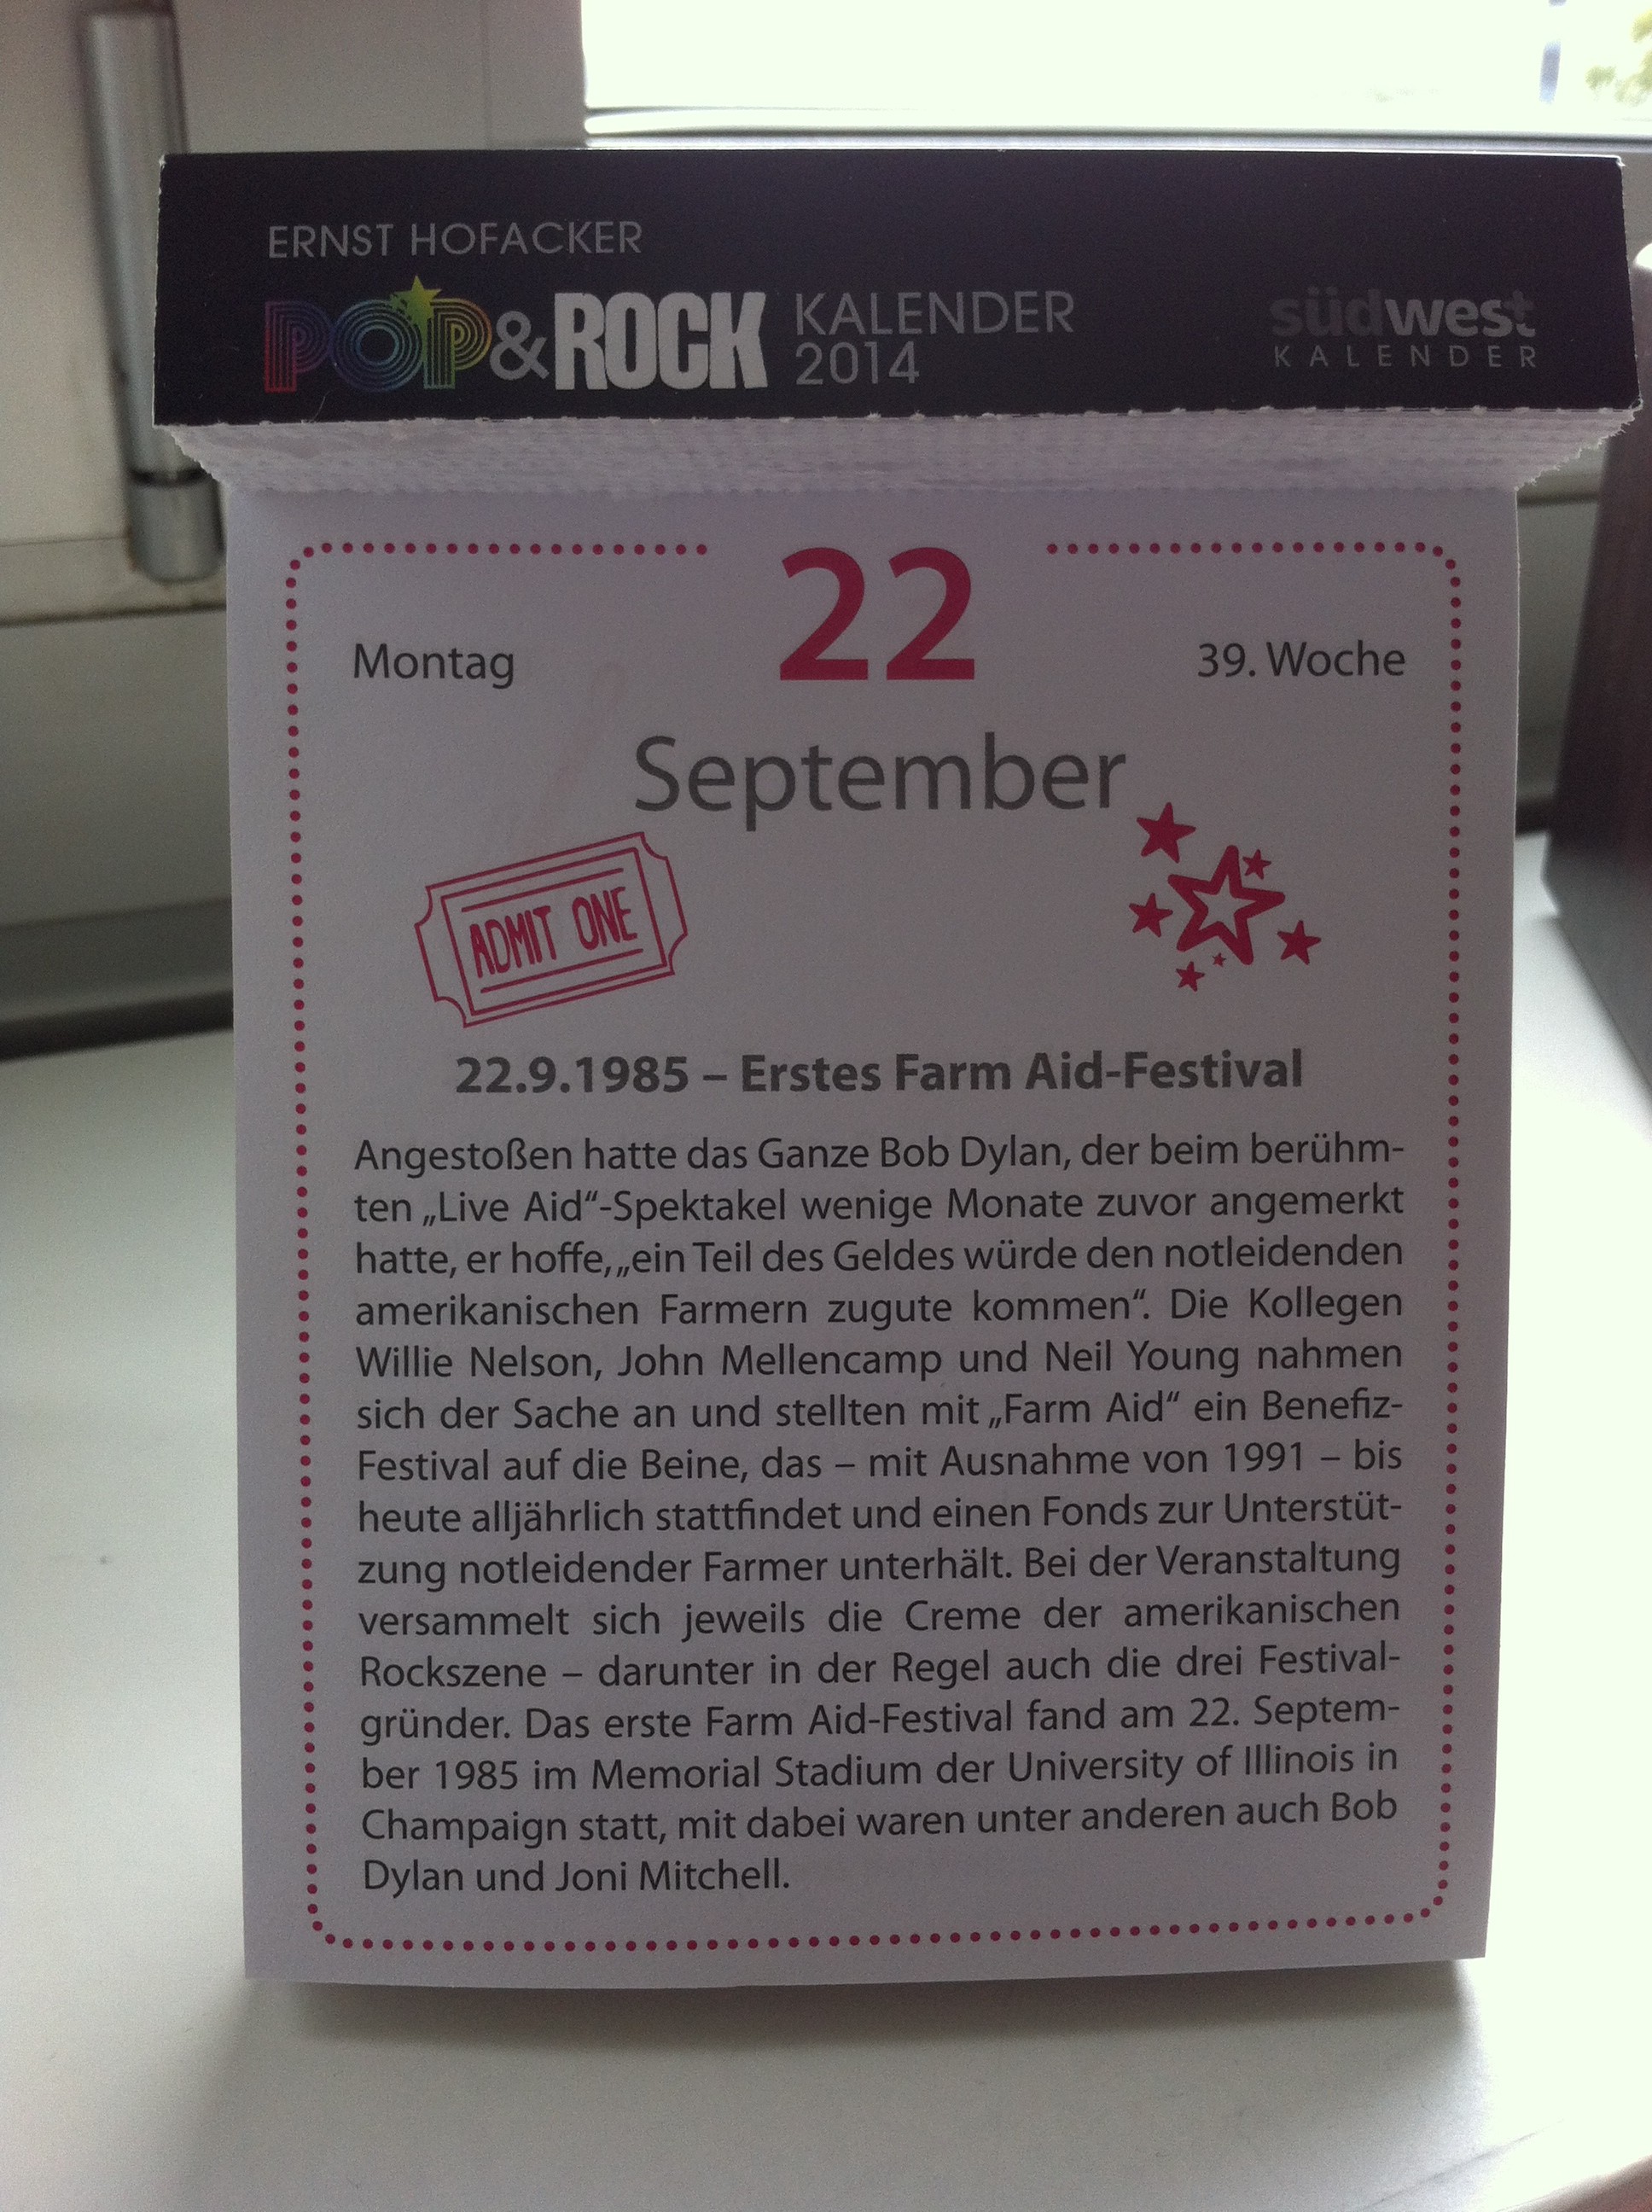 ERNST HOFACKER
POP&ROCK KALENDER 2014
südwest
KALENDER
22
Montag
39. Woche
September
ADMIT ONE
22.9.1985 – Erstes Farm Aid-Festival
Angestoßen hatte das Ganze Bob Dylan, der beim berühm-
ten „Live Aid“-Spektakel wenige Monate zuvor angemerkt
hatte, er hoffe, „ein Teil des Geldes würde den notleidenden
amerikanischen Farmern zugute kommen“. Die Kollegen
Willie Nelson, John Mellencamp und Neil Young nahmen
sich der Sache an und stellten mit „Farm Aid“ ein Benefiz-
Festival auf die Beine, das – mit Ausnahme von 1991 – bis
heute alljährlich stattfindet und einen Fonds zur Unterstüt-
zung notleidender Farmer unterhält. Bei der Veranstaltung
versammelt sich jeweils die Creme der amerikanischen
Rockszene – darunter in der Regel auch die drei Festival-
gründer. Das erste Farm Aid-Festival fand am 22. Septem-
ber 1985 im Memorial Stadium der University of Illinois in
Champaign statt, mit dabei waren unter anderen auch Bob
Dylan und Joni Mitchell.